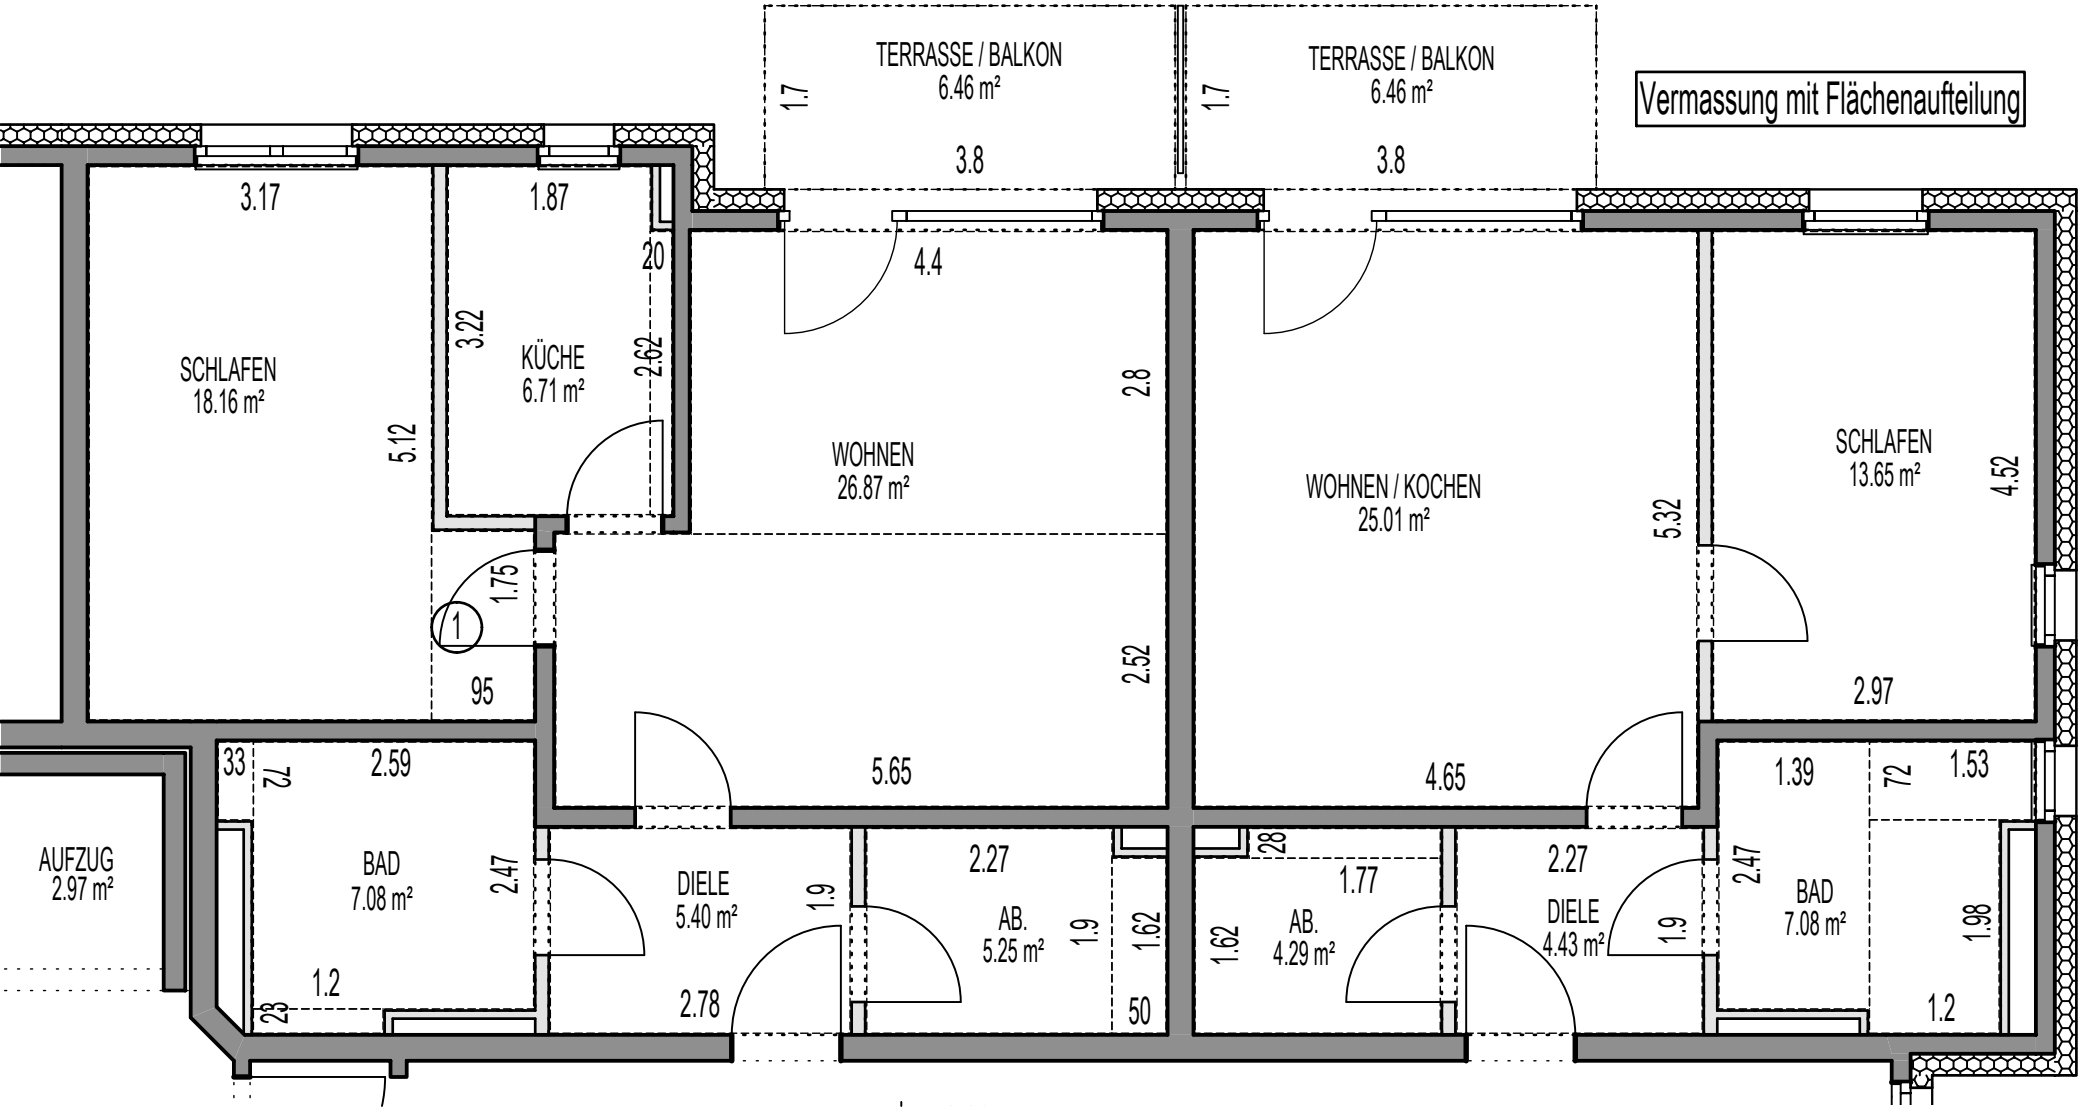 TERRASSE / BALKON
6.46 m²
1.7
3.8
TERRASSE / BALKON
6.46 m²
1.7
3.8
Vermassung mit Flächenaufteilung
3.17
SCHLAFEN
18.16 m²
5.12
1.75
1
95
1.87
20
3.22
KÜCHE
6.71 m²
2.62
4.4
2.8
WOHNEN
26.87 m²
2.52
5.65
WOHNEN / KOCHEN
25.01 m²
5.32
4.65
SCHLAFEN
13.65 m²
4.52
2.97
AUFZUG
2.97 m²
33
72
2.59
BAD
7.08 m²
2.47
1.2
23
DIELE
5.40 m²
1.9
2.78
2.27
AB.
5.25 m²
1.9
1.62
50
28
1.77
1.62
AB.
4.29 m²
2.27
DIELE
4.43 m²
1.9
1.39
72
1.53
2.47
BAD
7.08 m²
1.98
1.2